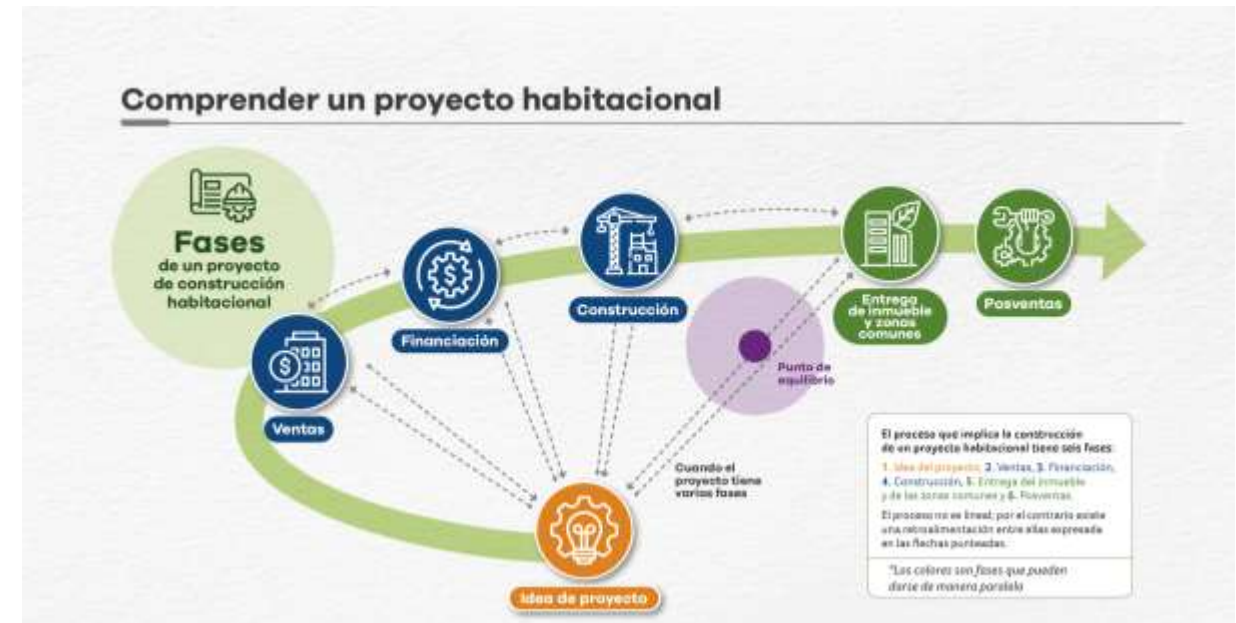 Comprender un proyecto habitacional
Fases
de un proyecto
de construcción
habitacional
Ventas
Financiación
Construcción
Entrega
de inmueble
y zonas
comunes
Posventas
Punto de
equilibrio
Cuando el
proyecto tiene
varias fases
Idea de proyecto
El proceso que implica la construcción
de un proyecto habitacional tiene seis fases:
1. Idea del proyecto, 2. Ventas, 3. Financiación,
4. Construcción, 5. Entrega del inmueble
y de las zonas comunes y 6. Posventas.
El proceso no es lineal; por el contrario existe
una retroalimentación entre ellas expresada
en las flechas punteadas.
*Los colores son fases que pueden
darse de manera paralela